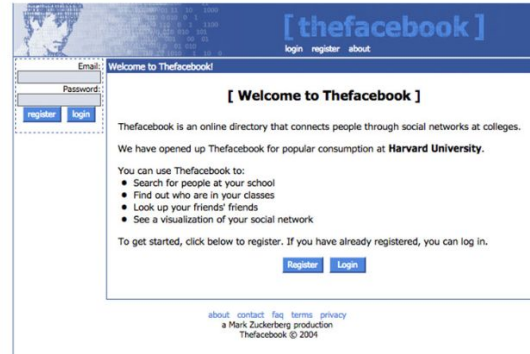 [ thefacebook ]
login register about
Email:
Password:
register login
Welcome to Thefacebook!
[ Welcome to Thefacebook ]
Thefacebook is an online directory that connects people through social networks at colleges.
We have opened up Thefacebook for popular consumption at Harvard University.
You can use Thefacebook to:
• Search for people at your school
• Find out who are in your classes
• Look up your friends' friends
• See a visualization of your social network
To get started, click below to register. If you have already registered, you can log in.
Register Login
about contact faq terms privacy
a Mark Zuckerberg production
Thefacebook © 2004